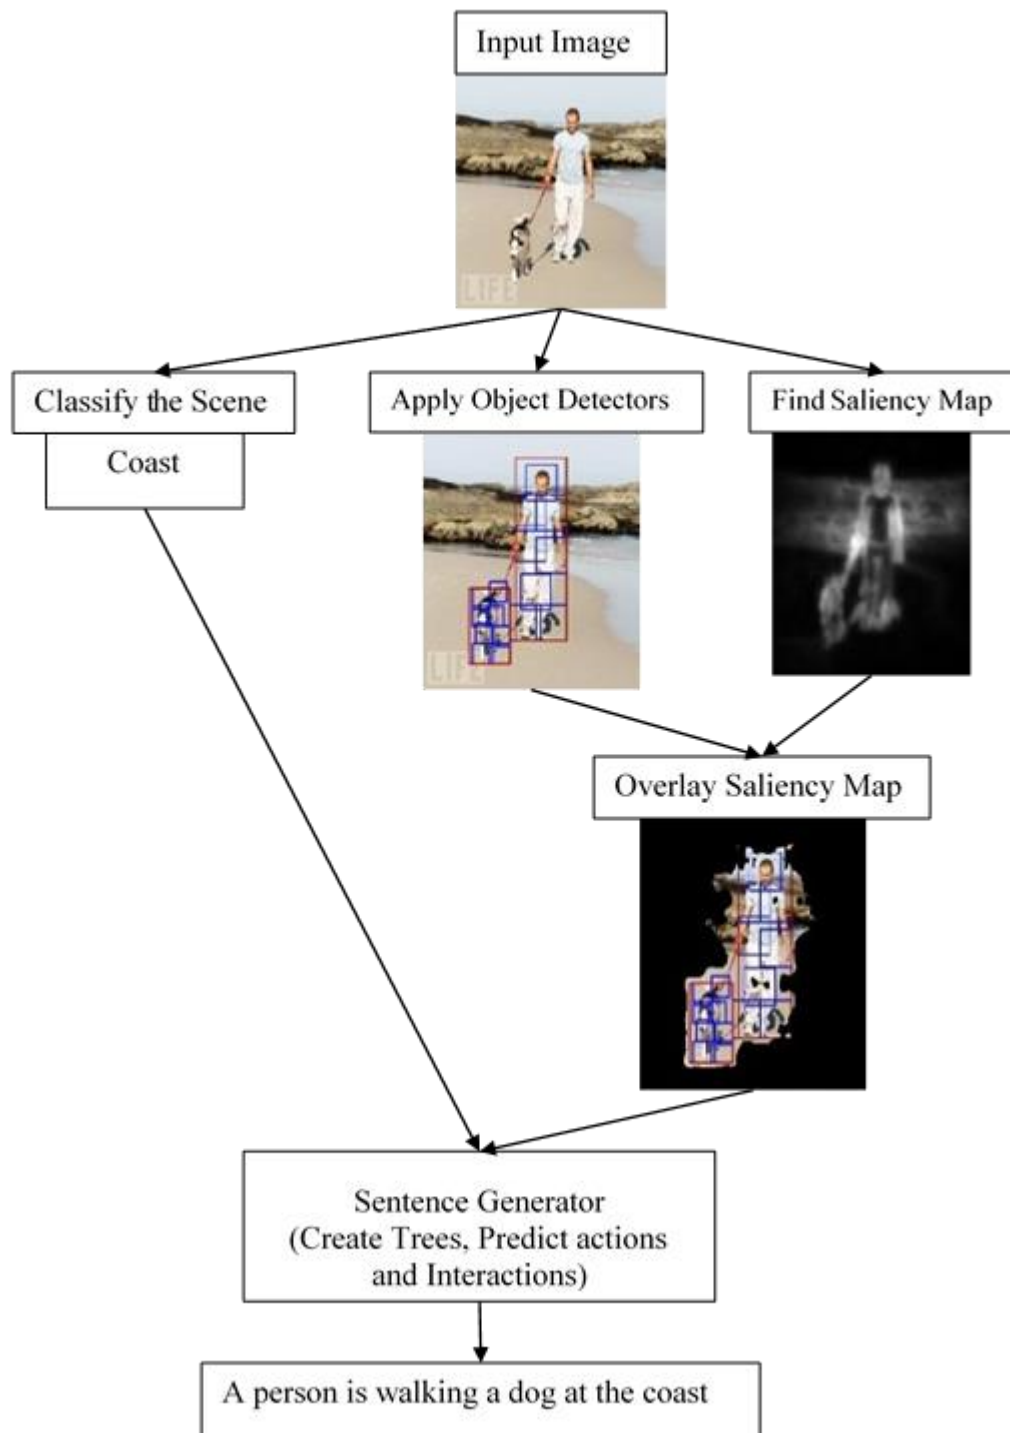 Input Image
LIFE
Classify the Scene
Apply Object Detectors
Find Saliency Map
Coast
LIFE
Overlay Saliency Map
Sentence Generator
(Create Trees, Predict actions
and Interactions)
A person is walking a dog at the coast